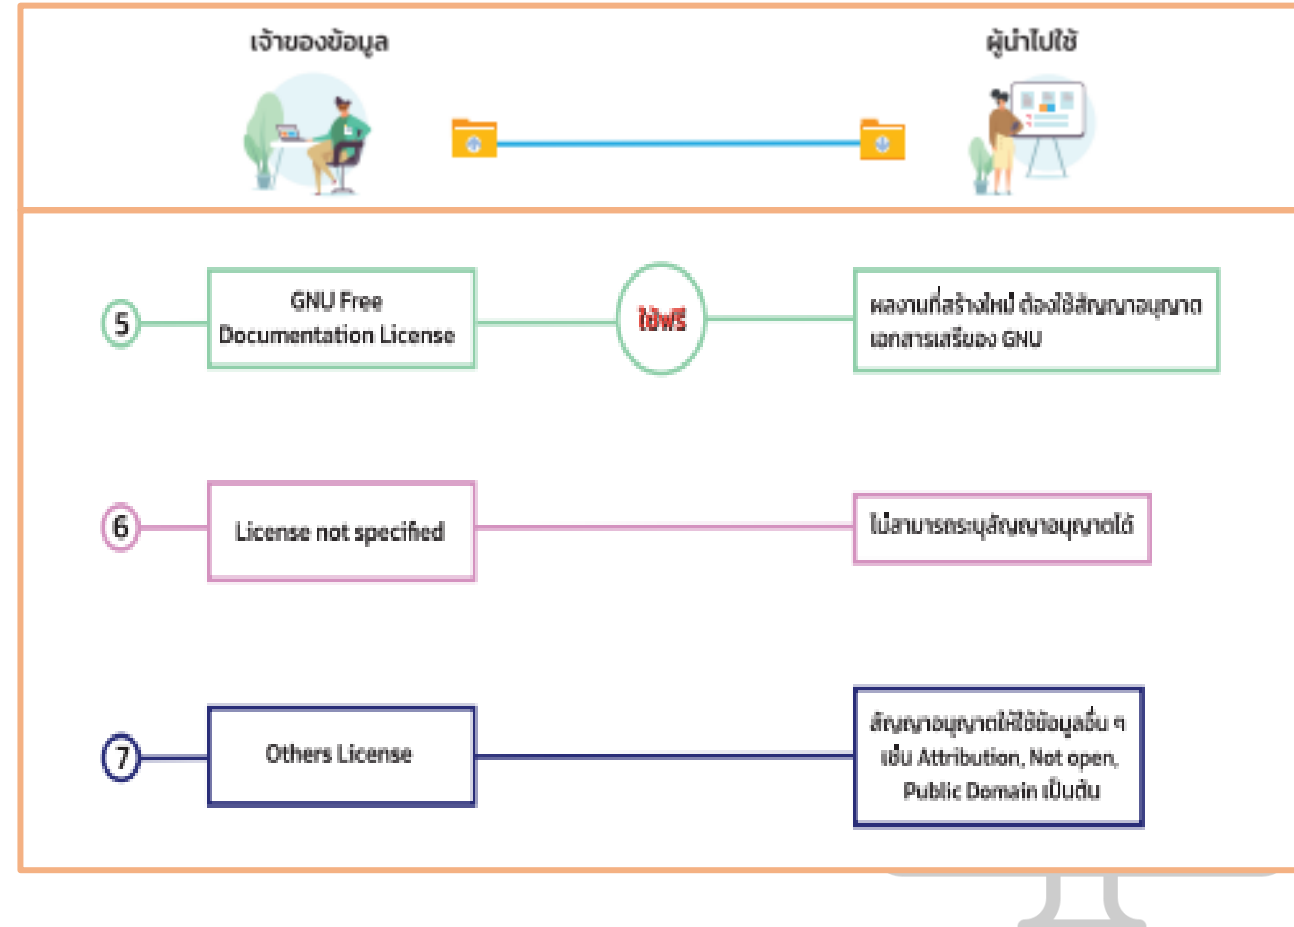 เจ้าของข้อมูล
ผู้นำไปใช้
5
GNU Free
Documentation License
ใช้ฟรี
ผลงานที่สร้างใหม่ ต้องใช้สัญญาอนุญาต
เอกสารเสรีของ GNU
6
License not specified
ไม่สามารถระบุสัญญาอนุญาตได้
7
Others License
สัญญาอนุญาตให้ใช้ข้อมูลอื่น ๆ
เช่น Attribution, Not open,
Public Domain เป็นต้น